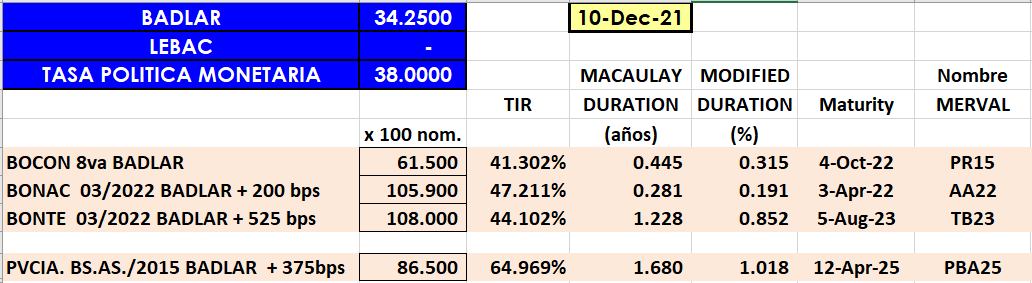 BADLAR 34.2500 10-Dec-21
LEBAC -
TASA POLITICA MONETARIA 38.0000 MACAULAY MODIFIED Nombre
TIR DURATION DURATION Maturity MERVAL
x 100 nom. (años) (%)
BOCON 8va BADLAR 61.500 41.302% 0.445 0.315 4-Oct-22 PR15
BONAC 03/2022 BADLAR + 200 bps 105.900 47.211% 0.281 0.191 3-Apr-22 AA22
BONTE 03/2022 BADLAR + 525 bps 108.000 44.102% 1.228 0.852 5-Aug-23 TB23
PVCIA. BS.AS./2015 BADLAR + 375bps 86.500 64.969% 1.680 1.018 12-Apr-25 PBA25